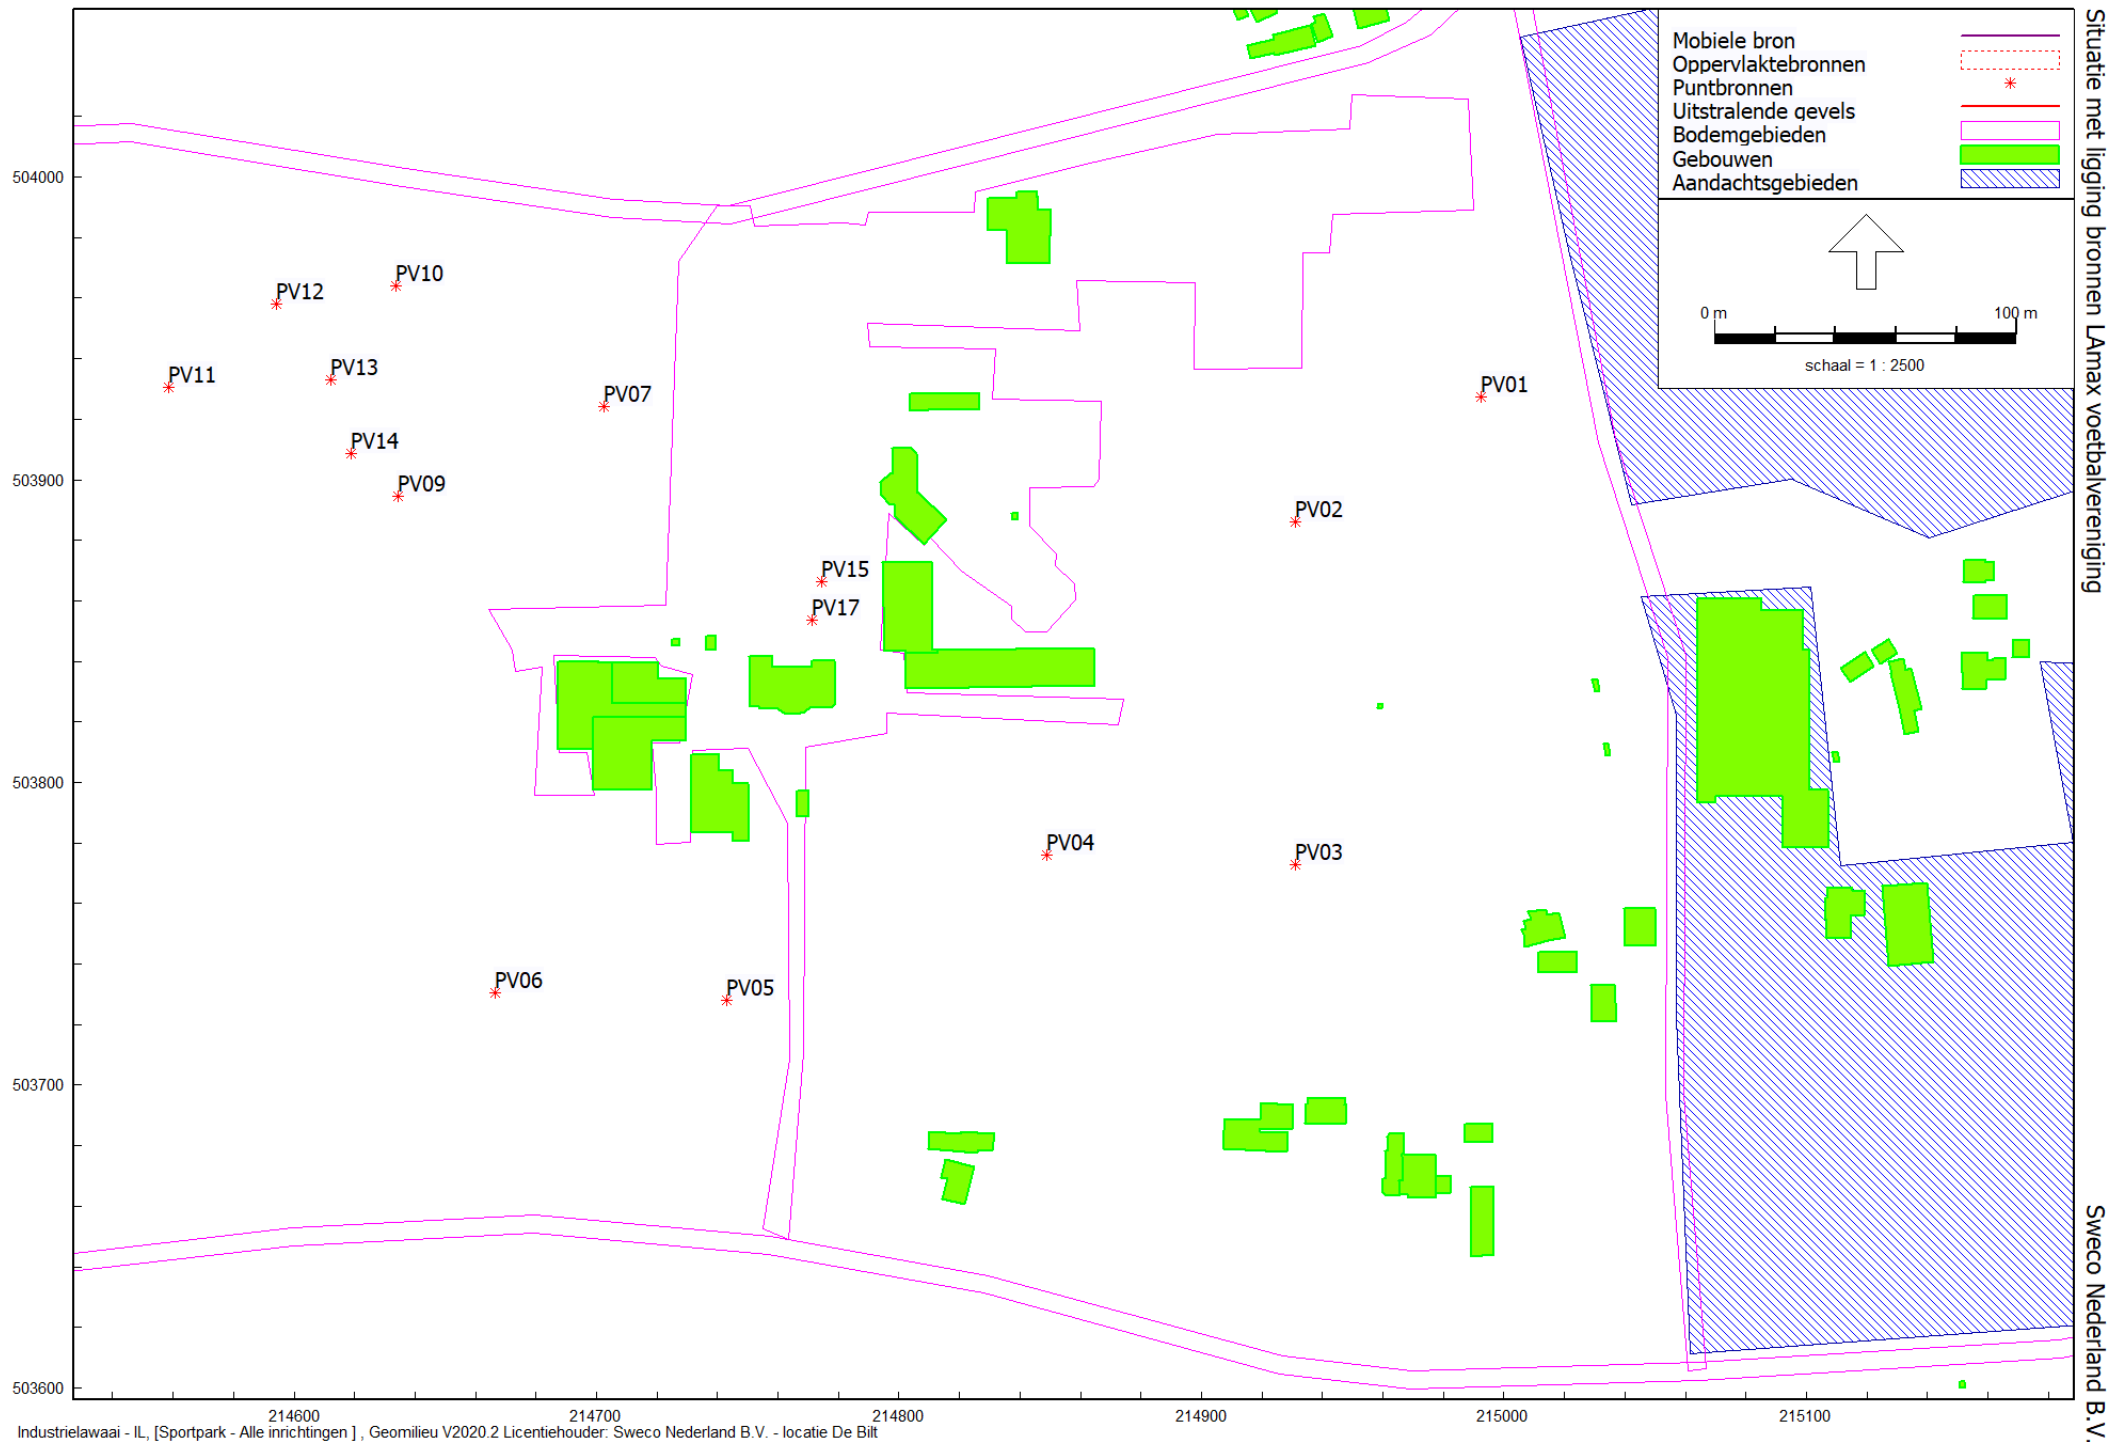 Mobiele bron
Oppervlaktebronnen
Puntbronnen
Uitstralende gevels
Bodemgebieden
Gebouwen
Aandachtsgebieden
0 m
100 m
schaal = 1 : 2500
Situatie met ligging bronnen LAmax voetbalvereniging
Sweco Nederland B.V.
504000
503900
503800
503700
503600
PV10
PV12
PV13
PV11
PV07
PV01
PV14
PV09
PV02
PV15
PV17
PV04
PV03
PV06
PV05
214600
214700
214800
214900
215000
215100
Industrielawaai - IL, [Sportpark - Alle inrichtingen ] , Geomilieu V2020.2 Licentiehouder: Sweco Nederland B.V. - locatie De Bilt